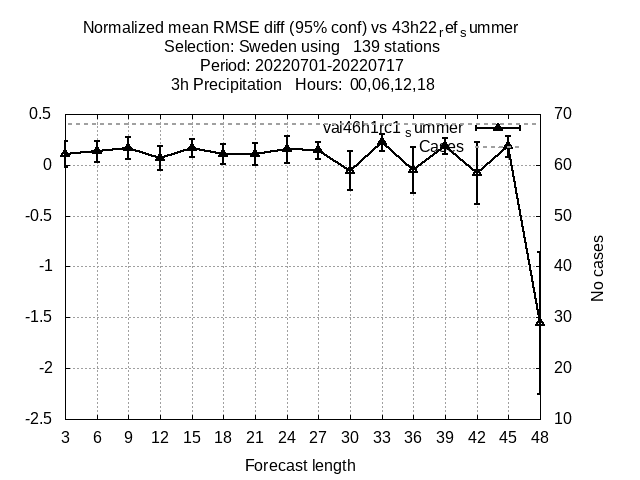 Normalized mean RMSE diff (95% conf) vs 43h22refsummer
Selection: Sweden using 139 stations
Period: 20220701-20220717
3h Precipitation Hours: 00,06,12,18
0.5
0
-0.5
-1
-1.5
-2
-2.5
70
60
50
40
30
20
10
val46h1rc1summer
Cases
No cases
3 6 9 12 15 18 21 24 27 30 33 36 39 42 45 48
Forecast length